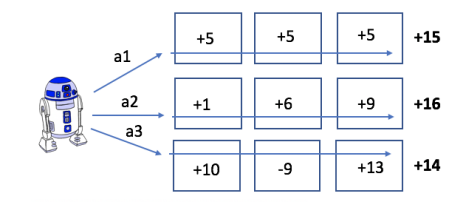 a1 +5 +5 +5 +15
a2 +1 +6 +9 +16
a3 +10 -9 +13 +14